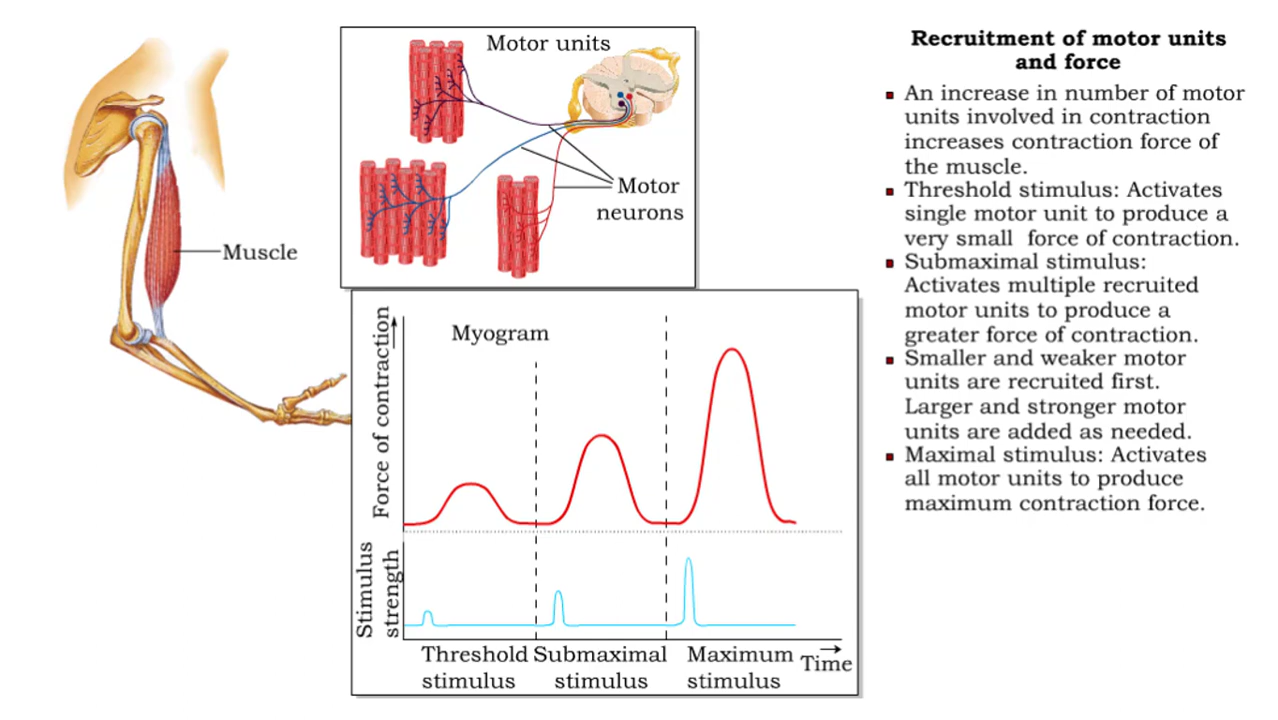 Muscle
Motor units
Motor
neurons
Myogram
Force of contraction
Stimulus
strength
Threshold
stimulus
Submaximal
stimulus
Maximum
stimulus
Time
Recruitment of motor units
and force
An increase in number of motor
units involved in contraction
increases contraction force of
the muscle.
Threshold stimulus: Activates
single motor unit to produce a
very small force of contraction.
Submaximal stimulus:
Activates multiple recruited
motor units to produce a
greater force of contraction.
Smaller and weaker motor
units are recruited first.
Larger and stronger motor
units are added as needed.
Maximal stimulus: Activates
all motor units to produce
maximum contraction force.